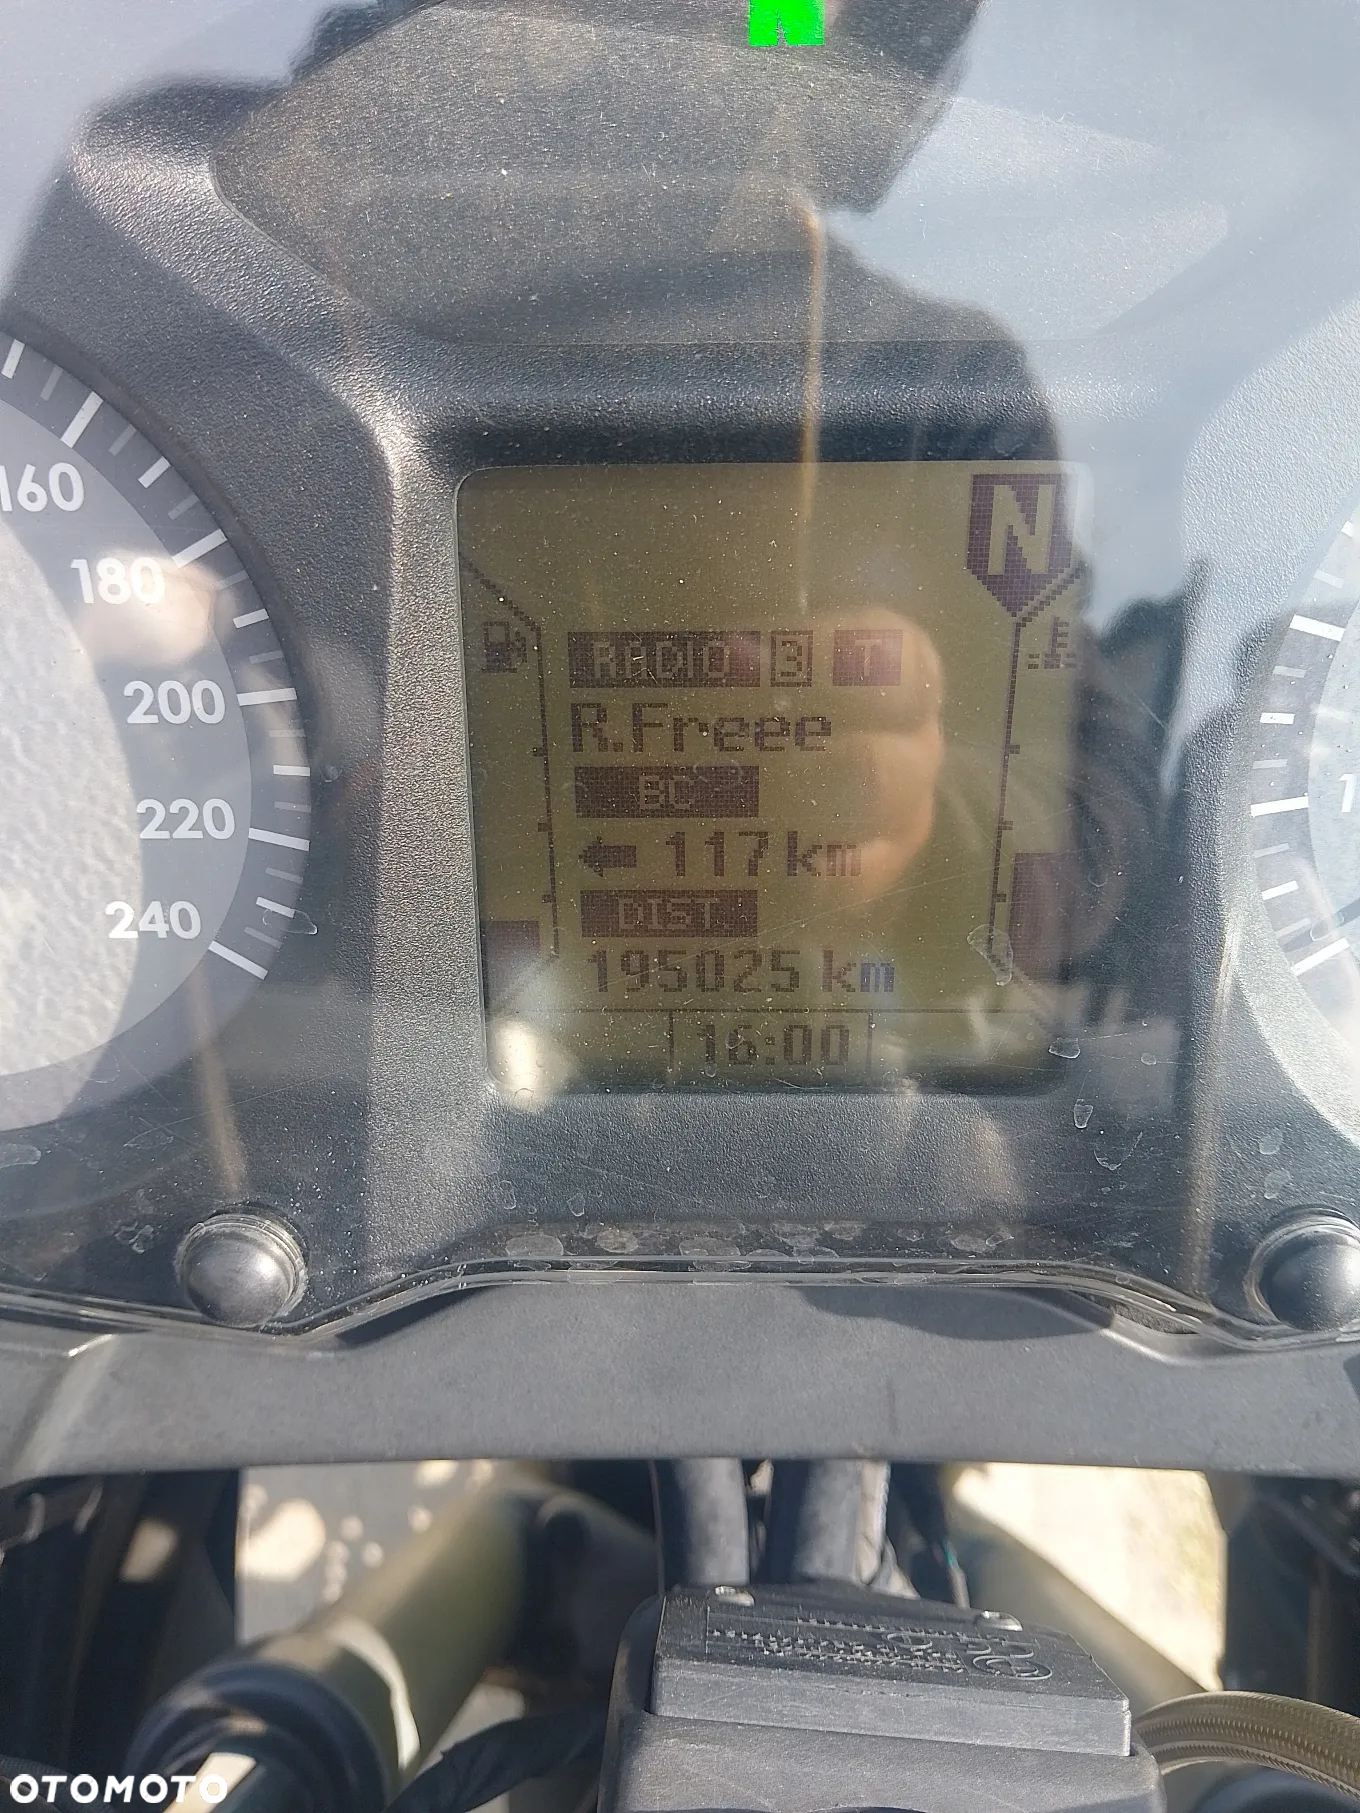 160
180
200
220
240
N
RADIO 3 T
R.Freee
BC
← 117 km
DIST
195025 km
16:00
OTOMOTO